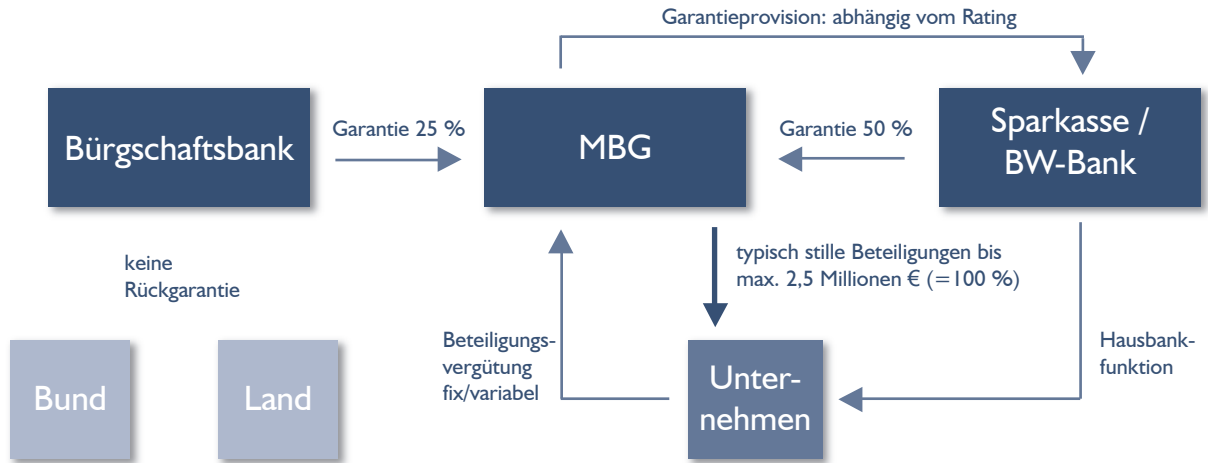 Garantieprovision: abhängig vom Rating
Bürgschaftsbank
Garantie 25 %
MBG
Garantie 50 %
Sparkasse /
BW-Bank
keine
Rückgarantie
typisch stille Beteiligungen bis
max. 2,5 Millionen € (=100 %)
Bund
Land
Beteiligungs-
vergütung
fix/variabel
Unter-
nehmen
Hausbank-
funktion